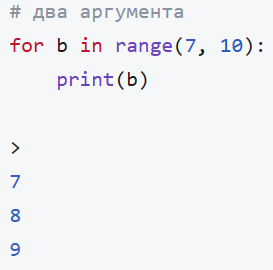 # два аргумента
for b in range(7, 10):
    print(b)
>
7
8
9